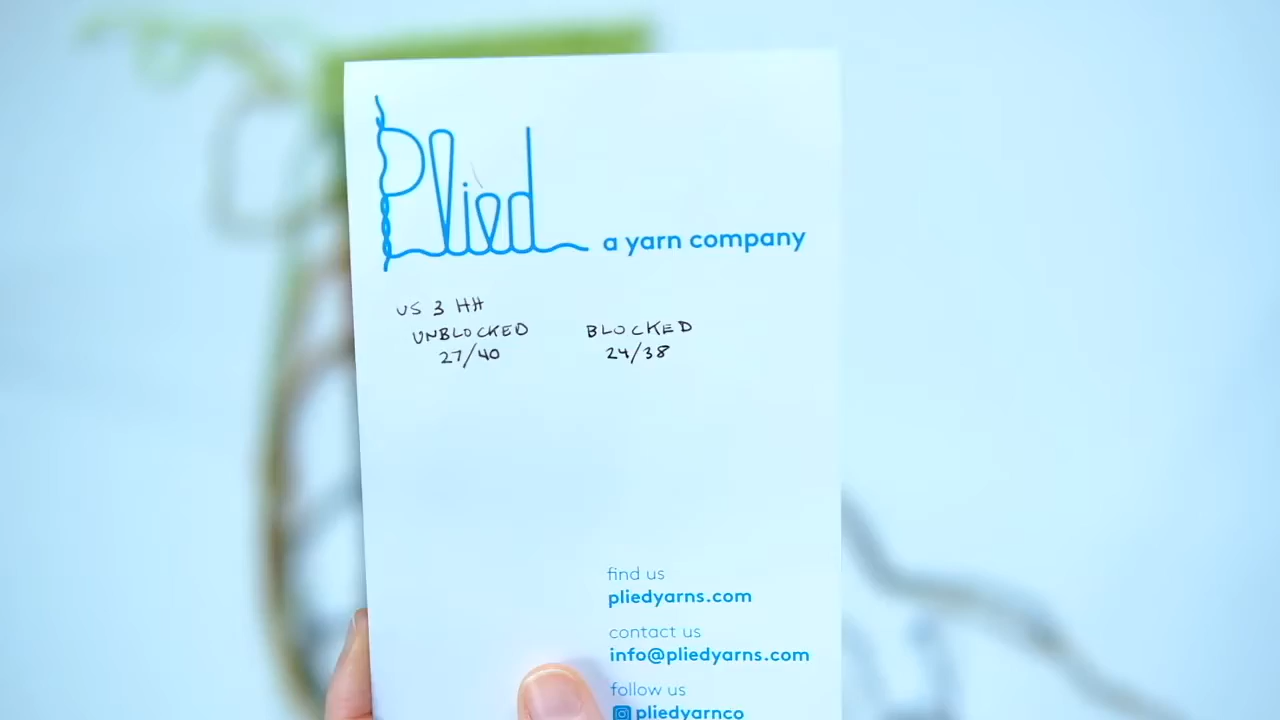 Plied
a yarn company
US 3 HH
UNBLOCKED BLOCKED
27/40 24/38
find us
pliedyarns.com
contact us
info@pliedyarns.com
follow us
pliedyarnco